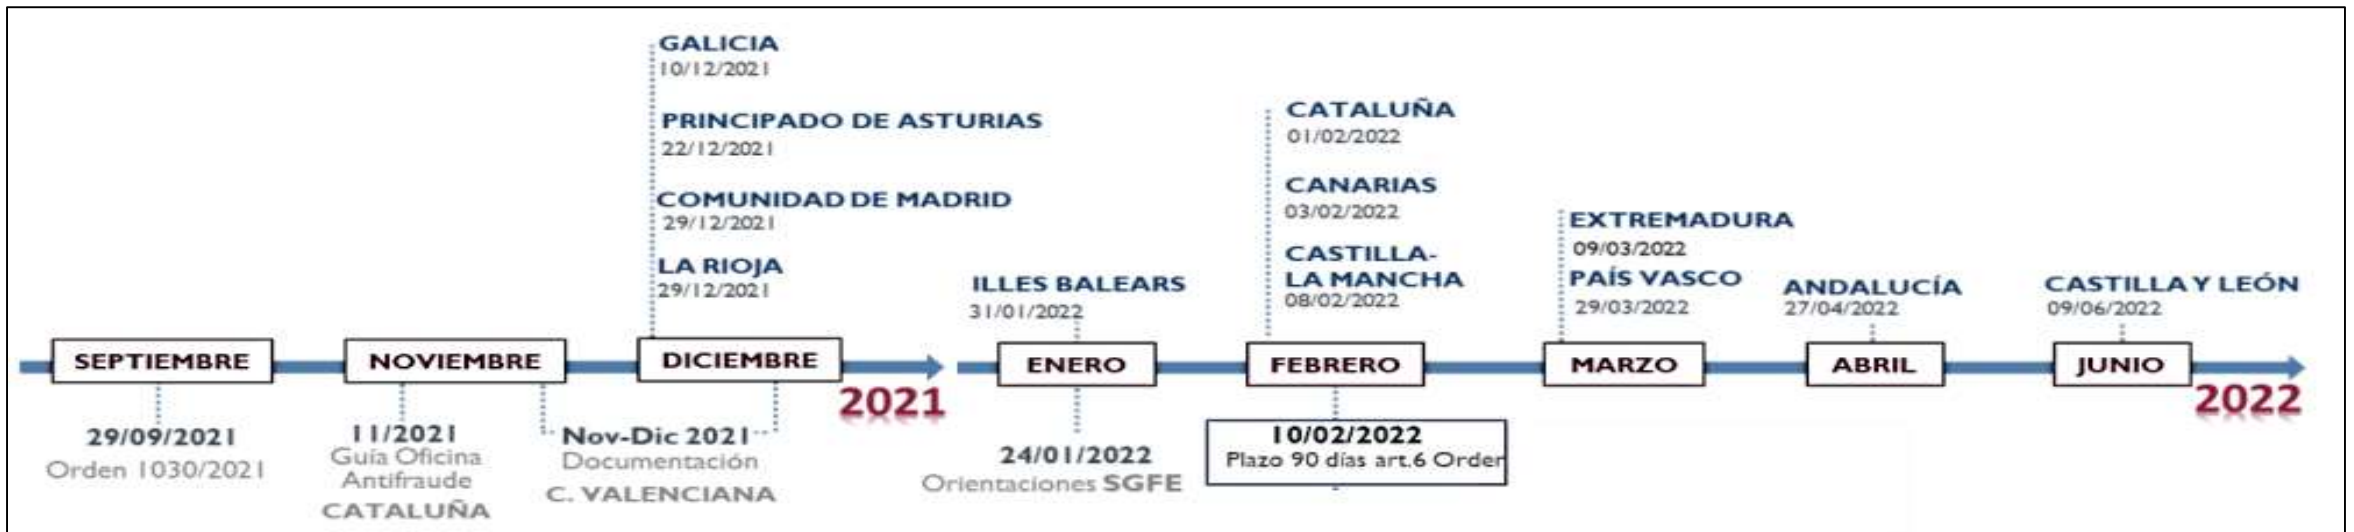 GALICIA
10/12/2021
PRINCIPADO DE ASTURIAS
22/12/2021
COMUNIDAD DE MADRID
29/12/2021
LA RIOJA
29/12/2021
ILLES BALEARS
31/01/2022
CATALUÑA
01/02/2022
CANARIAS
03/02/2022
CASTILLA-
LA MANCHA
08/02/2022
EXTREMADURA
09/03/2022
PAÍS VASCO
29/03/2022
ANDALUCÍA
27/04/2022
CASTILLA Y LEÓN
09/06/2022
SEPTIEMBRE
NOVIEMBRE
DICIEMBRE
2021
ENERO
FEBRERO
MARZO
ABRIL
JUNIO
2022
29/09/2021
Orden 1030/2021
11/2021
Guía Oficina
Antifraude
CATALUÑA
Nov-Dic 2021
Documentación
C. VALENCIANA
24/01/2022
Orientaciones SGFE
10/02/2022
Plazo 90 días art.6 Order